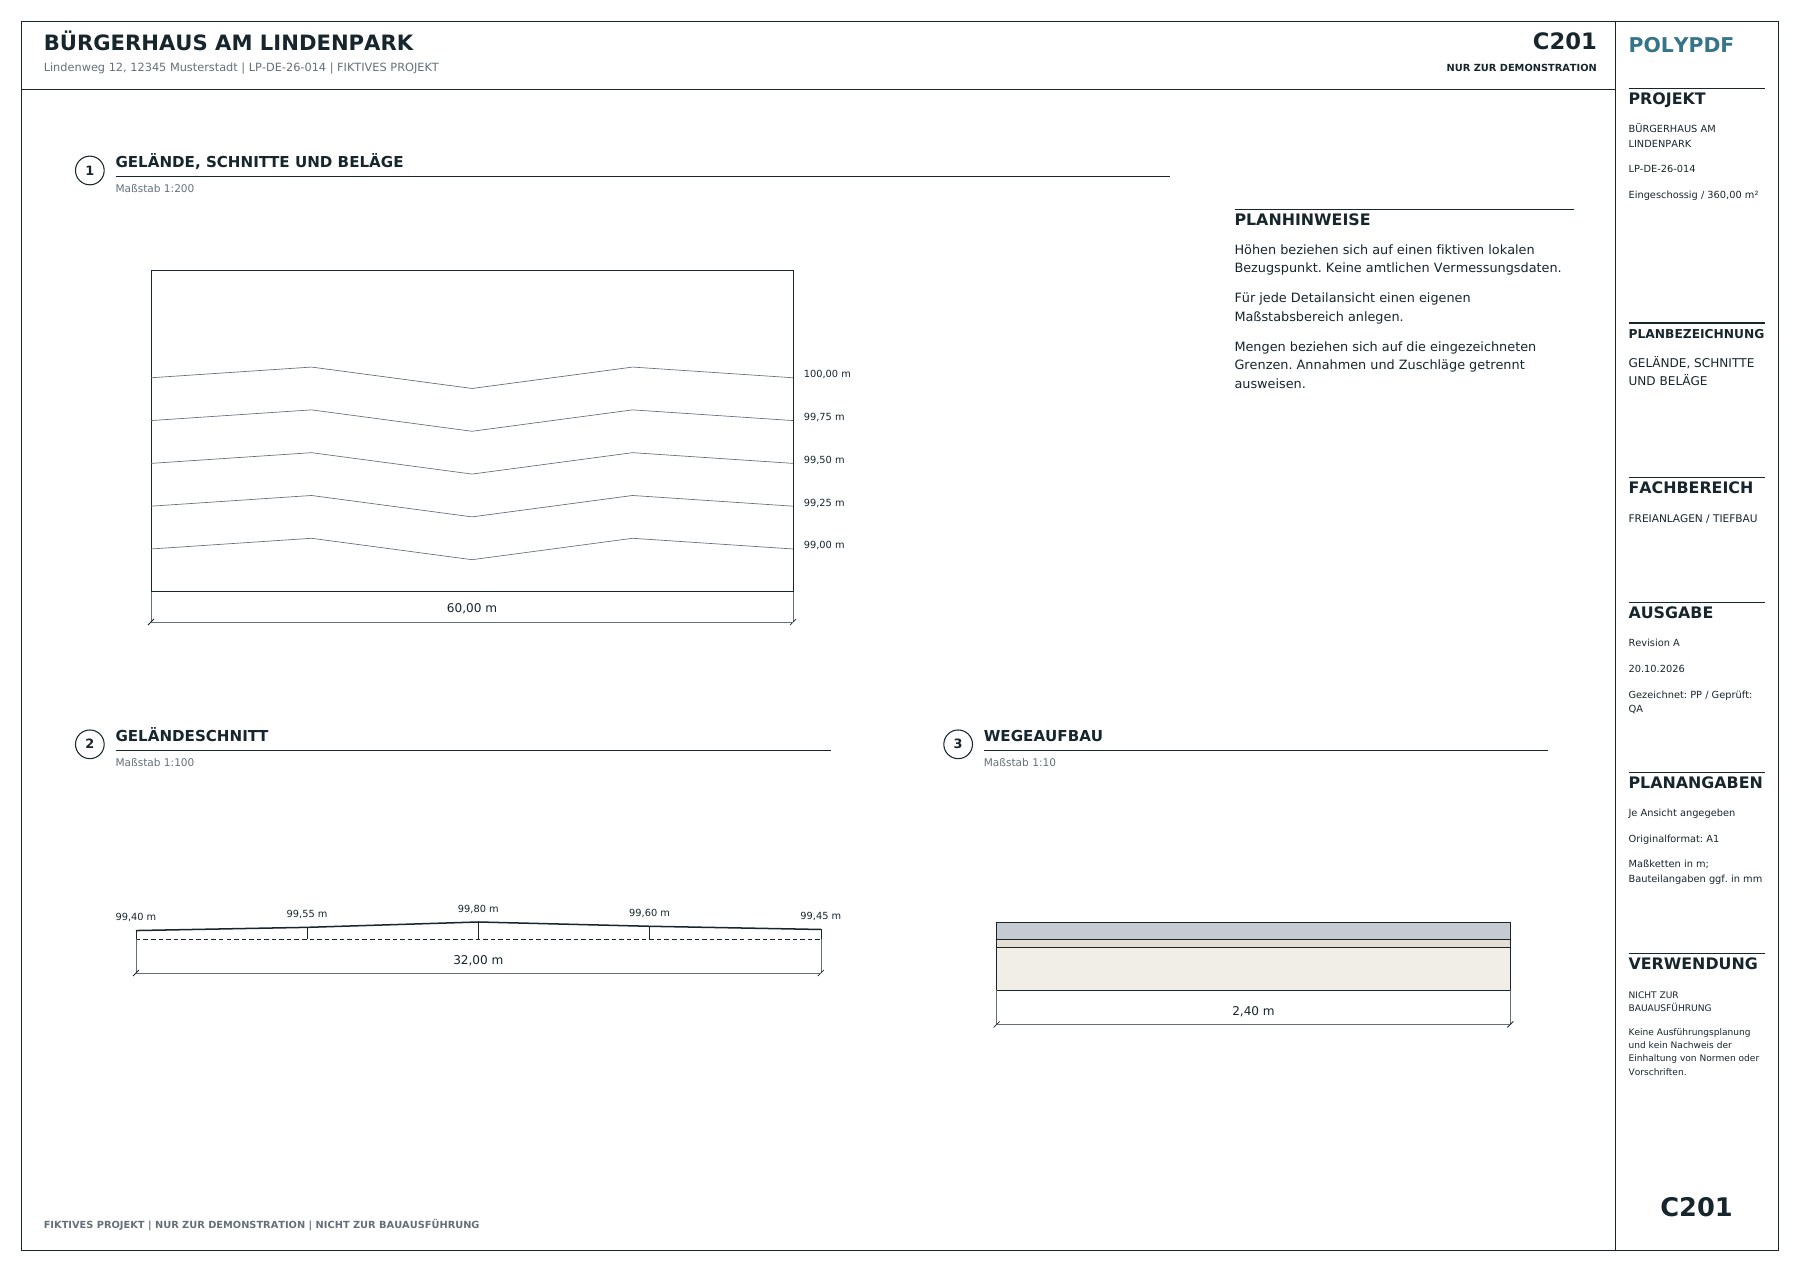 BÜRGERHAUS AM LINDENPARK
Lindenweg 12, 12345 Musterstadt | LP-DE-26-014 | FIKTIVES PROJEKT
C201
NUR ZUR DEMONSTRATION
1
GELÄNDE, SCHNITTE UND BELÄGE
Maßstab 1:200
100,00 m
99,75 m
99,50 m
99,25 m
99,00 m
60,00 m
PLANHINWEISE
Höhen beziehen sich auf einen fiktiven lokalen
Bezugspunkt. Keine amtlichen Vermessungsdaten.
Für jede Detailansicht einen eigenen
Maßstabsbereich anlegen.
Mengen beziehen sich auf die eingezeichneten
Grenzen. Annahmen und Zuschläge getrennt
ausweisen.
2
GELÄNDESCHNITT
Maßstab 1:100
99,40 m
99,55 m
99,80 m
99,60 m
99,45 m
32,00 m
3
WEGEAUFBAU
Maßstab 1:10
2,40 m
FIKTIVES PROJEKT | NUR ZUR DEMONSTRATION | NICHT ZUR BAUAUSFÜHRUNG
POLYPDF
PROJEKT
BÜRGERHAUS AM
LINDENPARK
LP-DE-26-014
Eingeschossig / 360,00 m²
PLANBEZEICHNUNG
GELÄNDE, SCHNITTE
UND BELÄGE
FACHBEREICH
FREIANLAGEN / TIEFBAU
AUSGABE
Revision A
20.10.2026
Gezeichnet: PP / Geprüft:
QA
PLANANGABEN
Je Ansicht angegeben
Originalformat: A1
Maßketten in m;
Bauteilangaben ggf. in mm
VERWENDUNG
NICHT ZUR
BAUAUSFÜHRUNG
Keine Ausführungsplanung
und kein Nachweis der
Einhaltung von Normen oder
Vorschriften.
C201